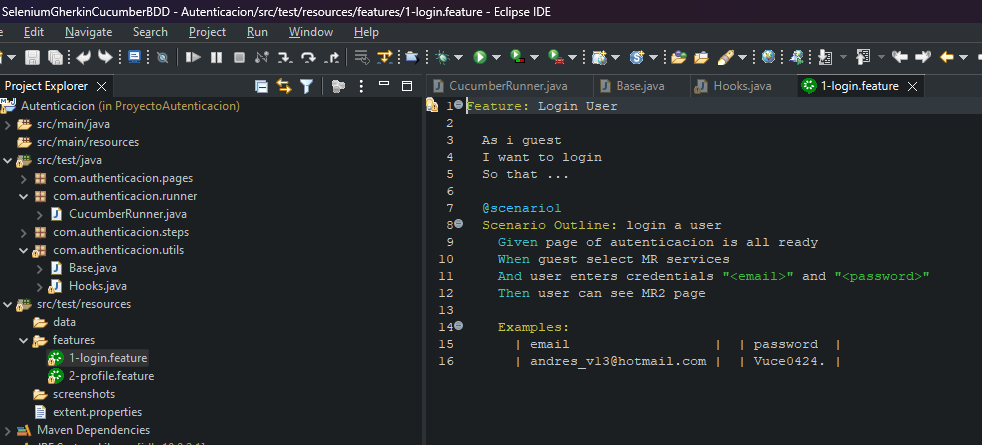 SeleniumGherkinCucumberBDD - Autenticacion/src/test/resources/features/1-login.feature - Eclipse IDE
Edit Navigate Search Project Run Window Help
Project Explorer
CucumberRunner.java Base.java Hooks.java 1-login.feature
Autenticacion (in ProyectoAutenticacion)
src/main/java
src/main/resources
src/test/java
com.authenticacion.pages
com.authenticacion.runner
CucumberRunner.java
com.authenticacion.steps
com.authenticacion.utils
Base.java
Hooks.java
src/test/resources
data
features
1-login.feature
2-profile.feature
screenshots
extent.properties
Maven Dependencies
1 Feature: Login User
2
3 As i guest
4 I want to login
5 So that ...
6
7 @scenario1
8 Scenario Outline: login a user
9 Given page of autenticacion is all ready
10 When guest select MR services
11 And user enters credentials "<email>" and "<password>"
12 Then user can see MR2 page
13
14 Examples:
15 | email | | password |
16 | andres_v13@hotmail.com | | Vuce0424. |